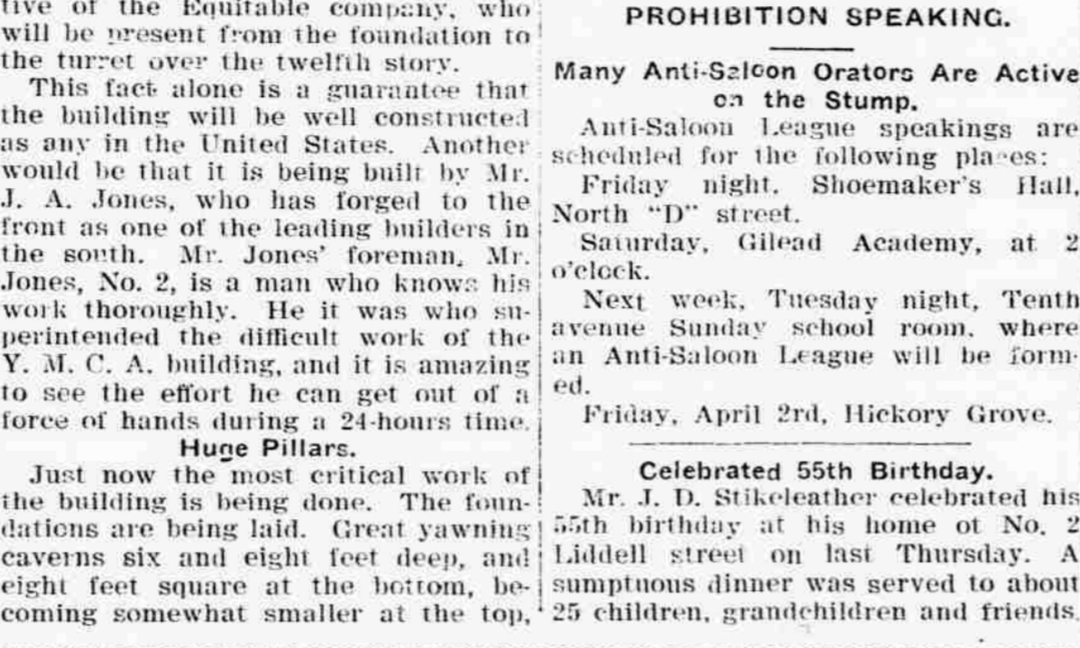 tive of the Equitable company, who
will be present from the foundation to
the turret over the twelfth story.
This fact alone is a guarantee that
the building will be well constructed
as any in the United States. Another
would be that it is being built by Mr.
J. A. Jones, who has forged to the
front as one of the leading builders in
the south. Mr. Jones' foreman, Mr.
Jones, No. 2, is a man who knows his
work thoroughly. He it was who su-
perintended the difficult work of the
Y. M. C. A. building, and it is amazing
to see the effort he can get out of a
force of hands during a 24-hours time.
Huge Pillars.
Just now the most critical work of
the building is being done. The foun-
dations are being laid. Great yawning
caverns six and eight feet deep, and
eight feet square at the bottom, be-
coming somewhat smaller at the top,
PROHIBITION SPEAKING.
Many Anti-Saloon Orators Are Active
on the Stump.
Anti-Saloon League speakings are
scheduled for the following places:
Friday night, Shoemaker's Hall,
North "D" street.
Saturday, Gilead Academy, at 2
o'clock.
Next week, Tuesday night, Tenth
avenue Sunday school room, where
an Anti-Saloon League will be form-
ed.
Friday, April 2rd, Hickory Grove.
Celebrated 55th Birthday.
Mr. J. D. Stikeleather celebrated his
55th birthday at his home ot No. 2
Liddell street on last Thursday. A
sumptuous dinner was served to about
25 children, grandchildren and friends.